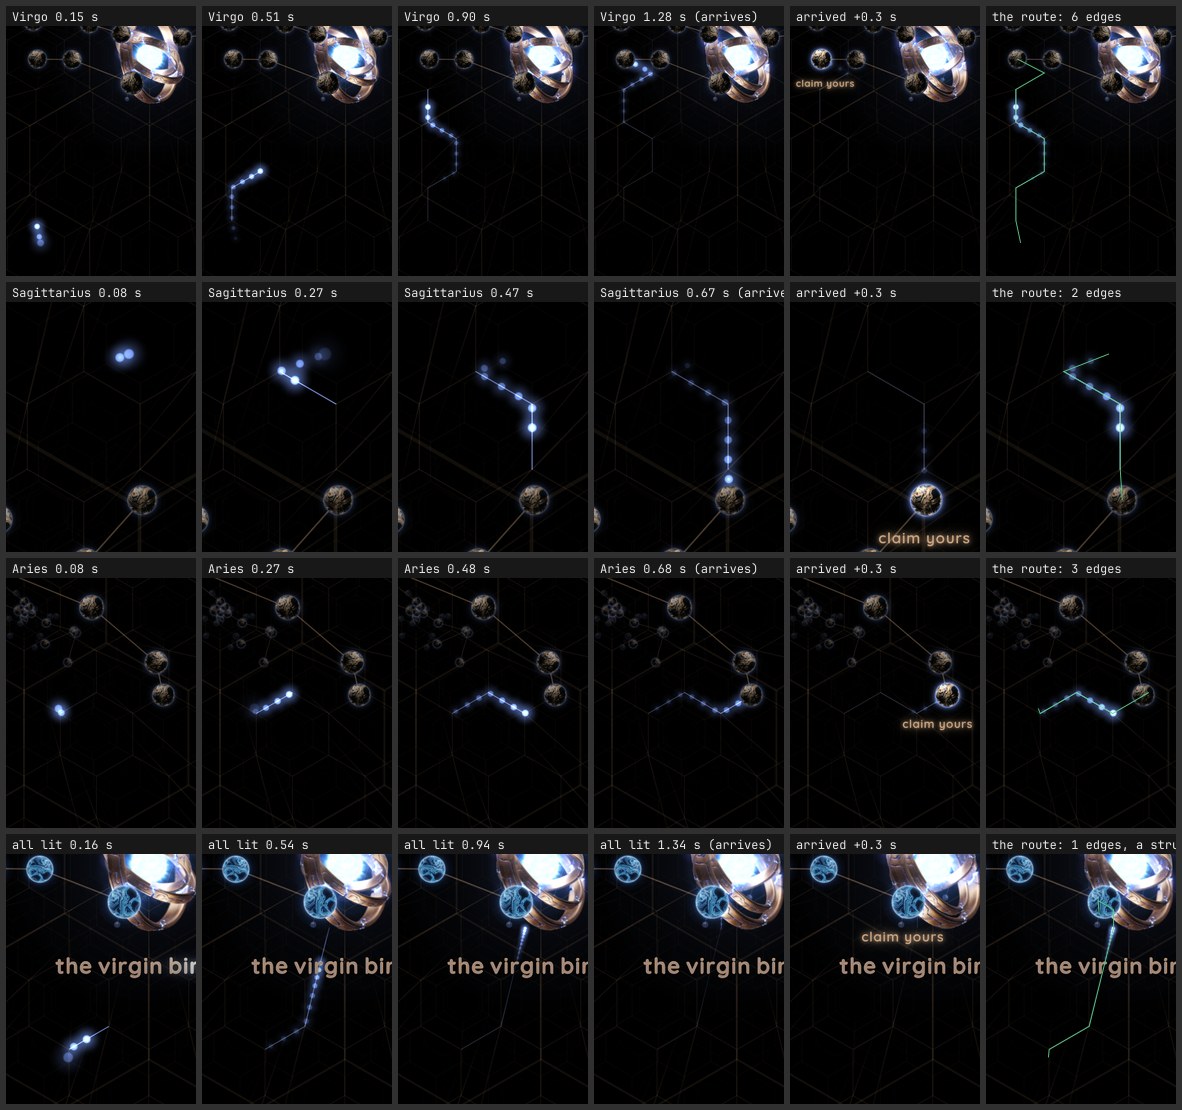 Virgo 0.15 s
Virgo 0.51 s
Virgo 0.90 s
Virgo 1.28 s (arrives)
arrived +0.3 s
the route: 6 edges
claim yours
Sagittarius 0.08 s
Sagittarius 0.27 s
Sagittarius 0.47 s
Sagittarius 0.67 s (arrive
arrived +0.3 s
the route: 2 edges
claim yours
Aries 0.08 s
Aries 0.27 s
Aries 0.48 s
Aries 0.68 s (arrives)
arrived +0.3 s
the route: 3 edges
claim yours
all lit 0.16 s
all lit 0.54 s
all lit 0.94 s
all lit 1.34 s (arrives)
arrived +0.3 s
the route: 1 edges, a stru
claim yours
the virgin bir
the virgin bir
the virgin bir
the virgin bir
the virgin bir
the virgin bir